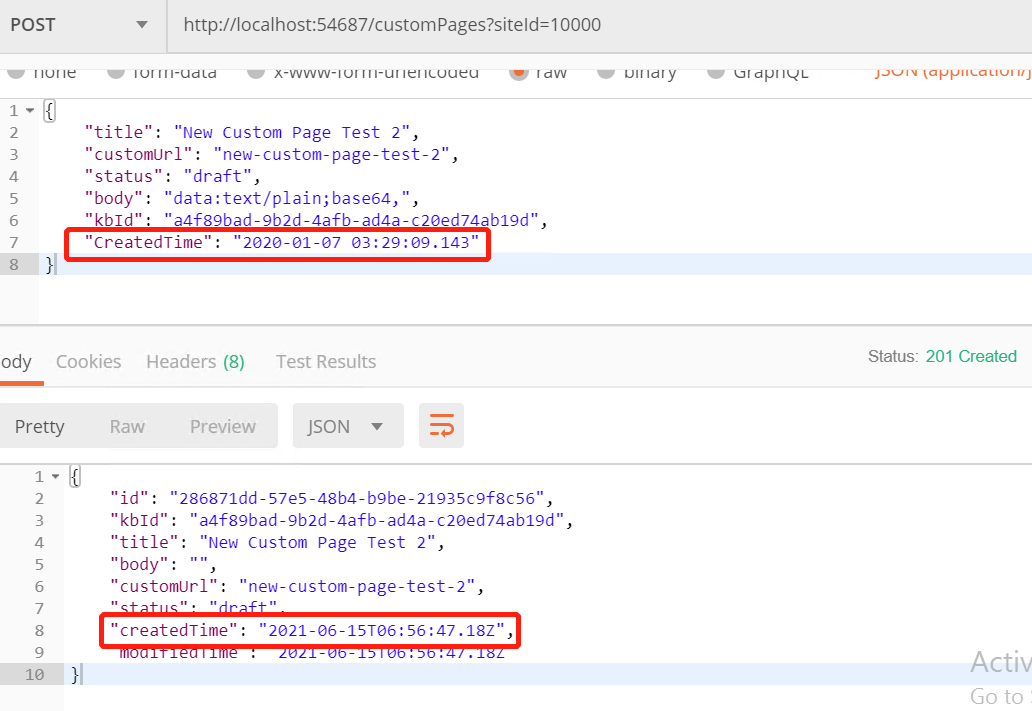 POST http://localhost:54687/customPages?siteId=10000
none form-data x-www-form-urlencoded raw binary GraphQL JSON (application/j
1 {
2 "title": "New Custom Page Test 2",
3 "customUrl": "new-custom-page-test-2",
4 "status": "draft",
5 "body": "data:text/plain;base64,",
6 "kbId": "a4f89bad-9b2d-4afb-ad4a-c20ed74ab19d",
7 "CreatedTime": "2020-01-07 03:29:09.143"
8 }
ody Cookies Headers (8) Test Results Status: 201 Created
Pretty Raw Preview JSON
1 {
2 "id": "286871dd-57e5-48b4-b9be-21935c9f8c56",
3 "kbId": "a4f89bad-9b2d-4afb-ad4a-c20ed74ab19d",
4 "title": "New Custom Page Test 2",
5 "body": "",
6 "customUrl": "new-custom-page-test-2",
7 "status": "draft",
8 "createdTime": "2021-06-15T06:56:47.18Z",
9 "modifiedTime": "2021-06-15T06:56:47.18Z"
10 }
Activ
Go to S